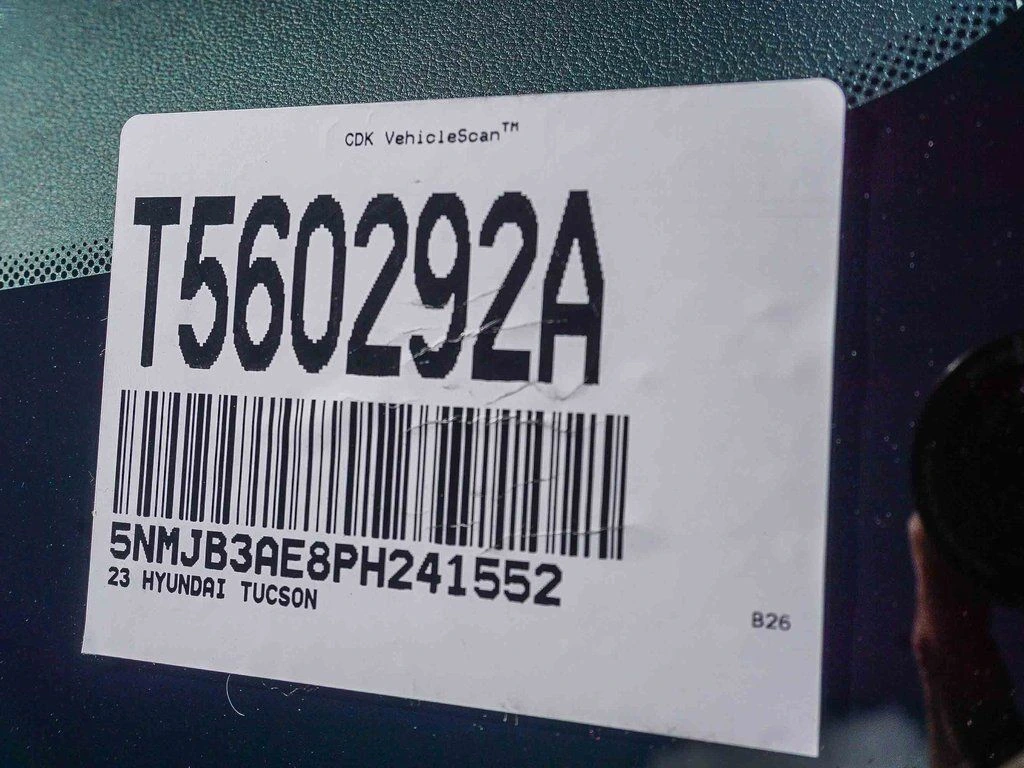 CDK VehicleScan™
T560292A
5NMJB3AE8PH241552
23 HYUNDAI TUCSON
B26